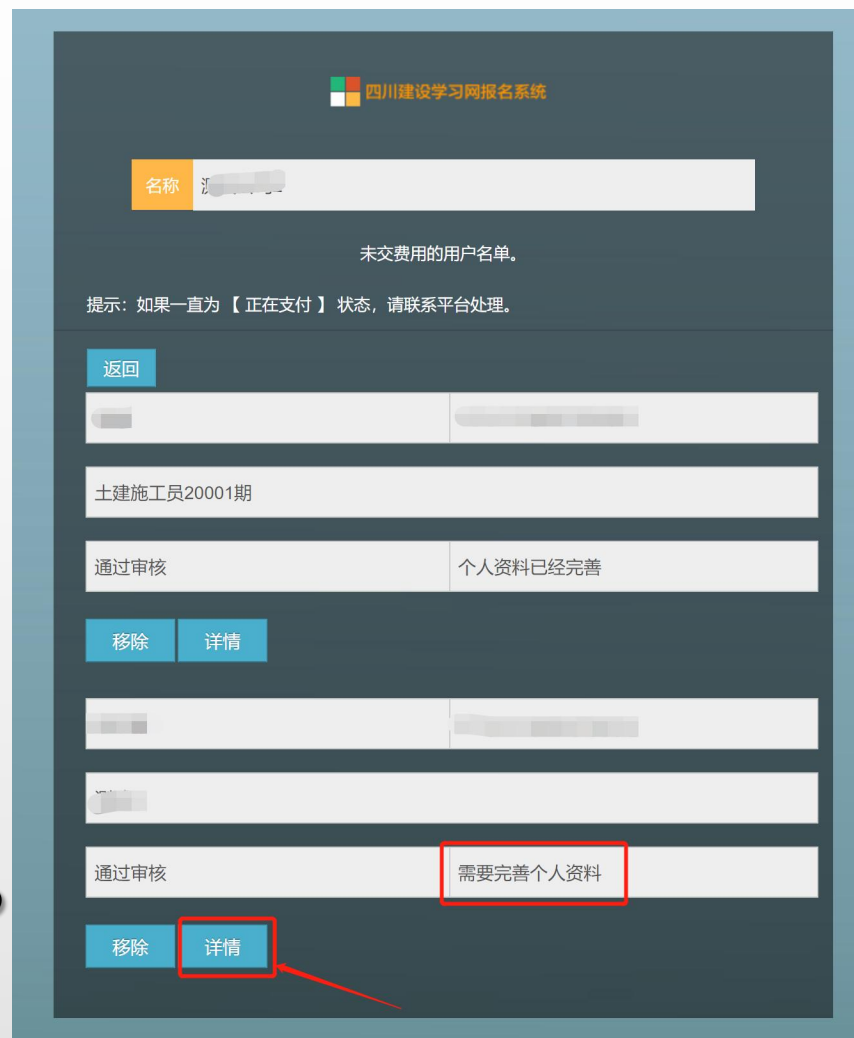 四川建设学习网报名系统
名称
未交费用的用户名单。
提示：如果一直为 【 正在支付 】 状态，请联系平台处理。
返回
土建施工员20001期
通过审核 个人资料已经完善
移除 详情
通过审核 需要完善个人资料
移除 详情